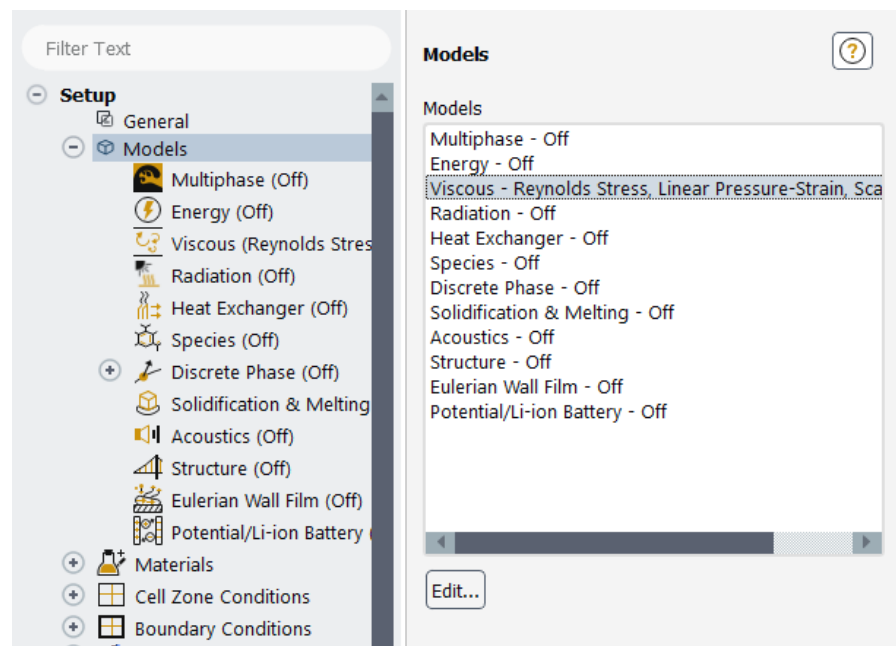 Filter Text
Setup
General
Models
Multiphase (Off)
Energy (Off)
Viscous (Reynolds Stres
Radiation (Off)
Heat Exchanger (Off)
Species (Off)
Discrete Phase (Off)
Solidification & Melting
Acoustics (Off)
Structure (Off)
Eulerian Wall Film (Off)
Potential/Li-ion Battery (
Materials
Cell Zone Conditions
Boundary Conditions
Models
?
Models
Multiphase - Off
Energy - Off
Viscous - Reynolds Stress, Linear Pressure-Strain, Sca
Radiation - Off
Heat Exchanger - Off
Species - Off
Discrete Phase - Off
Solidification & Melting - Off
Acoustics - Off
Structure - Off
Eulerian Wall Film - Off
Potential/Li-ion Battery - Off
Edit...